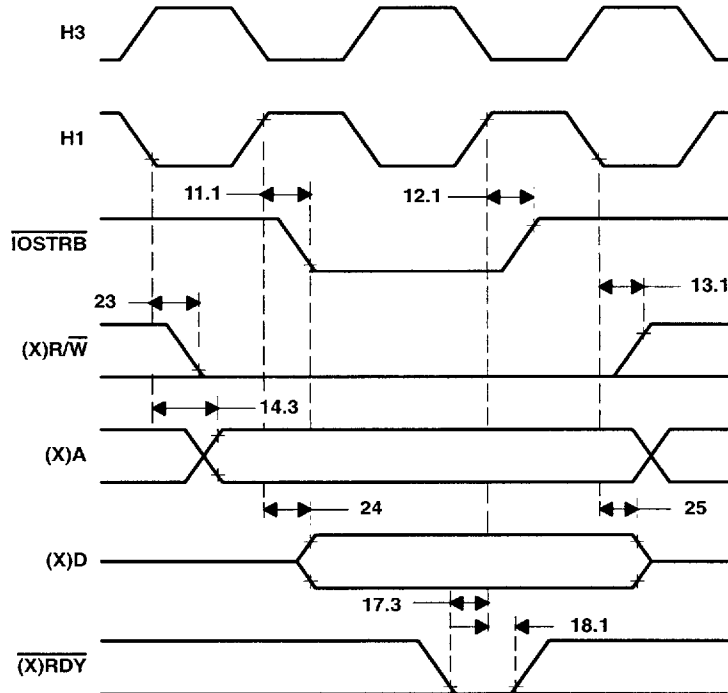 H3
H1
11.1
12.1
IOSTRB
23
13.1
(X)R/W
14.3
(X)A
24
25
(X)D
17.3
18.1
(X)RDY